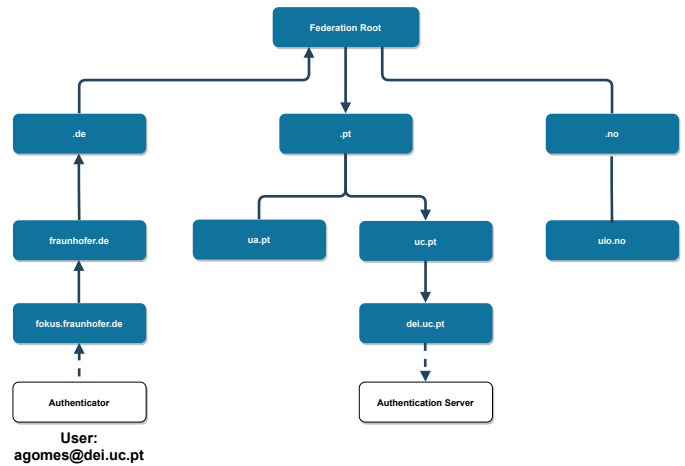 Federation Root
.de
.pt
.no
fraunhofer.de
ua.pt
uc.pt
uio.no
fokus.fraunhofer.de
dei.uc.pt
Authenticator
Authentication Server
User:
agomes@dei.uc.pt